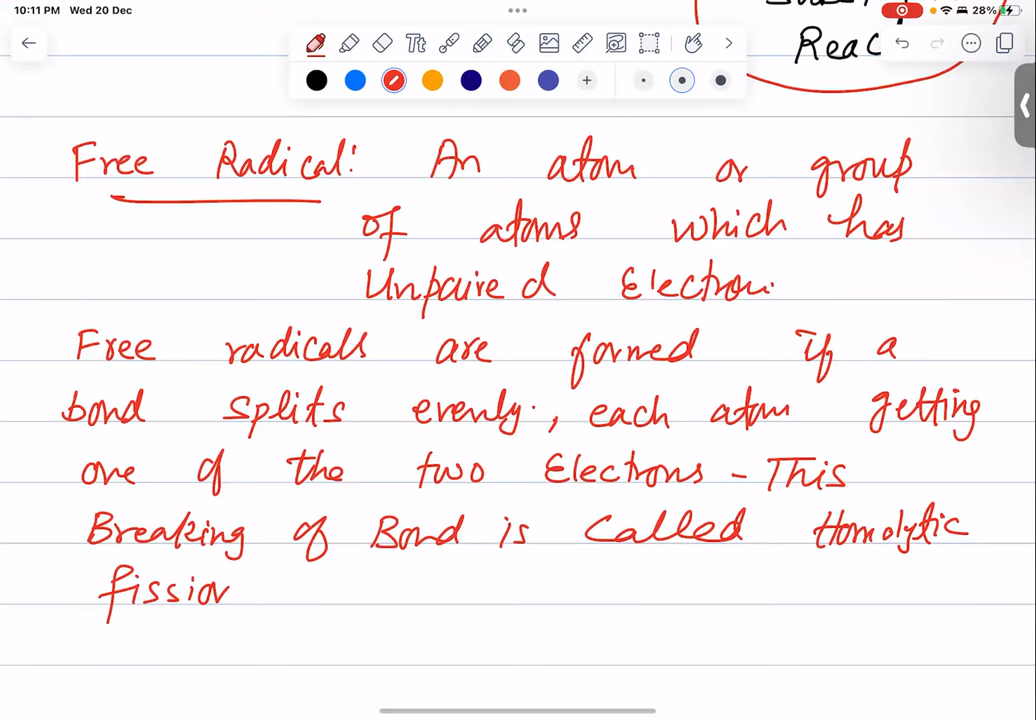 10:11 PM Wed 20 Dec
28%
Reac
Tt
Free Radical: An atom or group
of atoms which has
Unpaired Electron.
Free radicals are formed if a
bond splits evenly, each atom getting
one of the two Electrons - This
Breaking of Bond is called Homolytic
fission